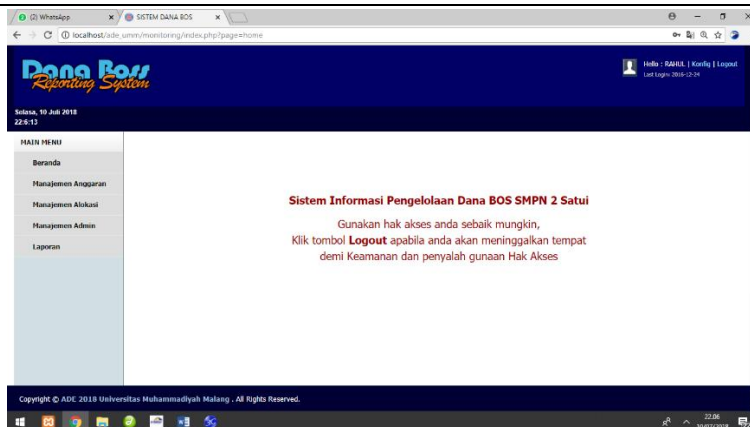 (2) WhatsApp
SISTEM DANA BOS
localhost/ade_umm/monitoring/index.php?page=home
Dana Boss
Reporting System
Hello : RAHUL | Konfig | Logout
Last Login: 2016-12-24
Selasa, 10 Juli 2018
22:6:13
MAIN MENU
Beranda
Manajemen Anggaran
Manajemen Alokasi
Manajemen Admin
Laporan
Sistem Informasi Pengelolaan Dana BOS SMPN 2 Satui
Gunakan hak akses anda sebaik mungkin,
Klik tombol Logout apabila anda akan meninggalkan tempat
demi Keamanan dan penyalah gunaan Hak Akses
Copyright © ADE 2018 Universitas Muhammadiyah Malang . All Rights Reserved.
22.06
10/07/2018